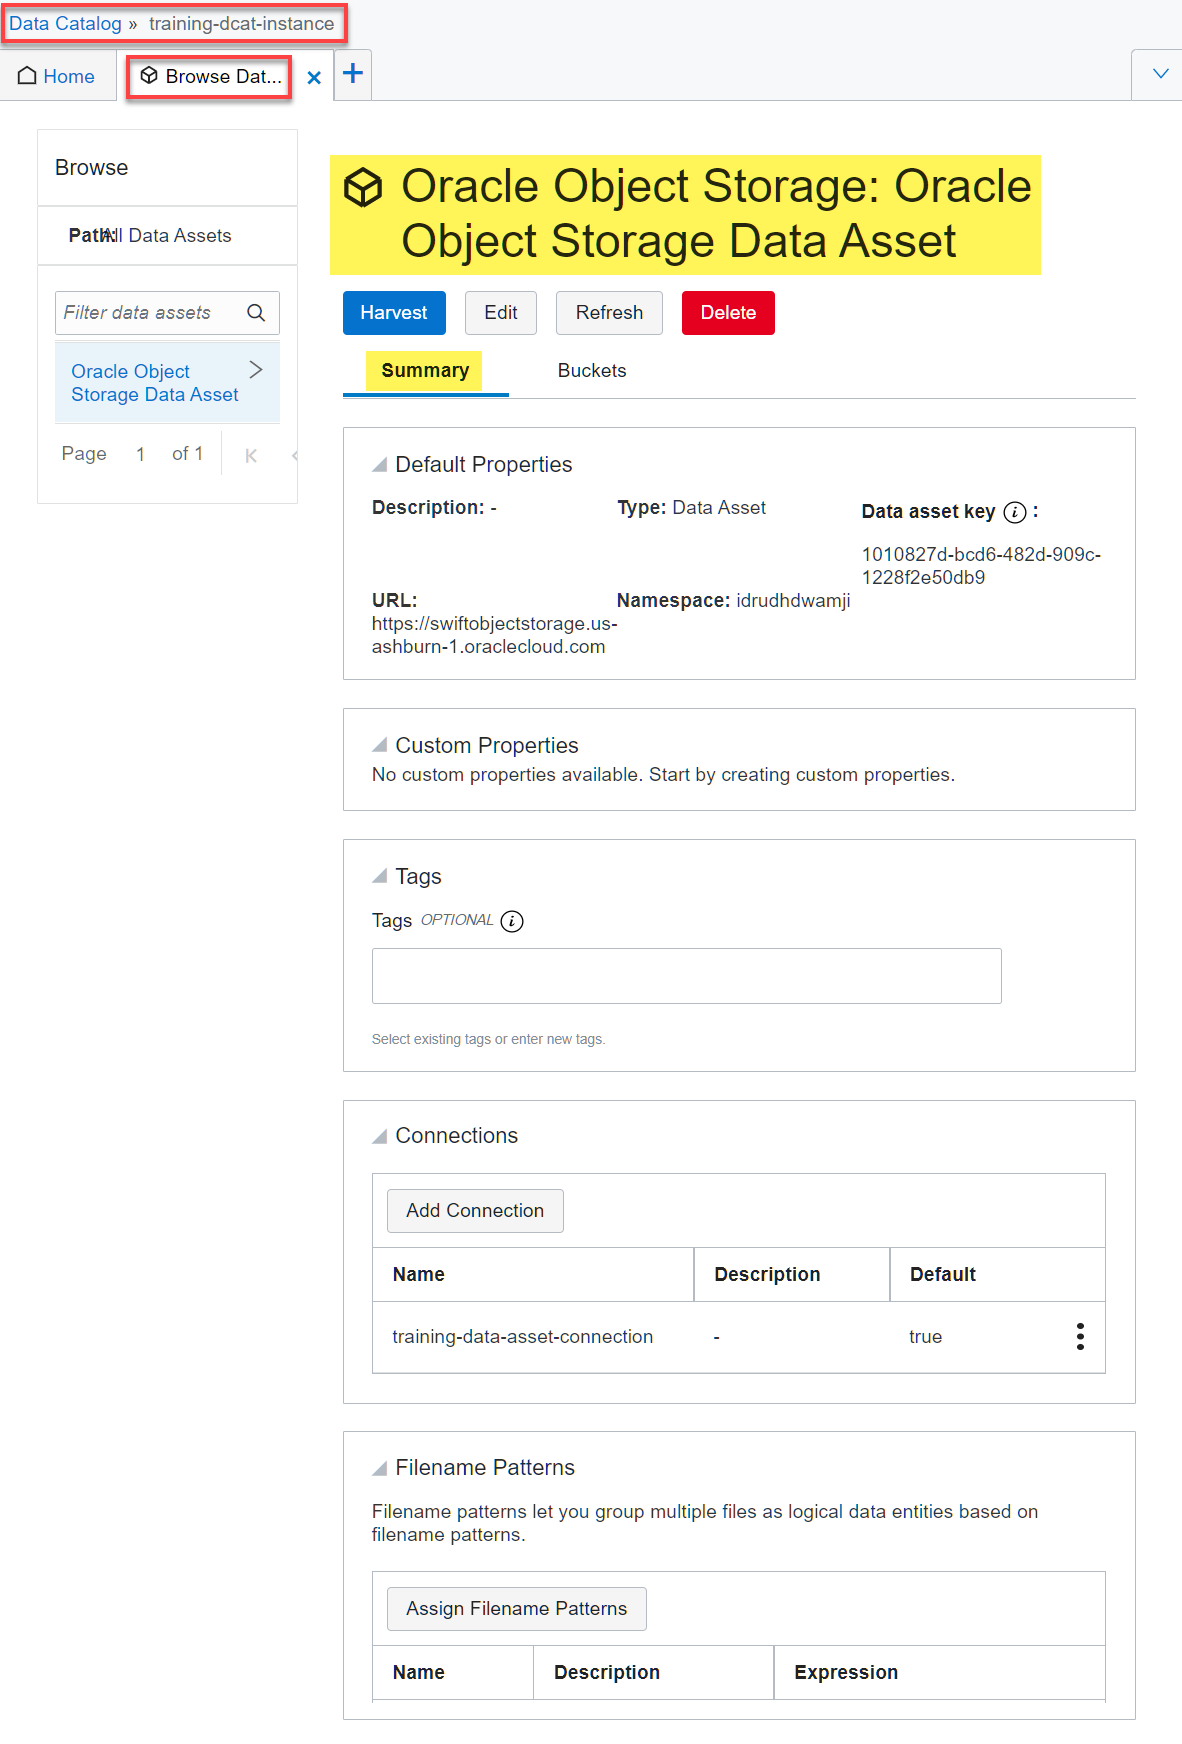 Data Catalog » training-dcat-instance
Home
Browse Dat...
Browse
Path: All Data Assets
Filter data assets
Oracle Object
Storage Data Asset
Page 1 of 1
Oracle Object Storage: Oracle
Object Storage Data Asset
Harvest Edit Refresh Delete
Summary Buckets
Default Properties
Description: -
Type: Data Asset
Data asset key i :
1010827d-bcd6-482d-909c-
1228f2e50db9
URL:
https://swiftobjectstorage.us-
ashburn-1.oraclecloud.com
Namespace: idrudhdwamji
Custom Properties
No custom properties available. Start by creating custom properties.
Tags
Tags OPTIONAL i
Select existing tags or enter new tags.
Connections
Add Connection
Name Description Default
training-data-asset-connection - true
Filename Patterns
Filename patterns let you group multiple files as logical data entities based on
filename patterns.
Assign Filename Patterns
Name Description Expression